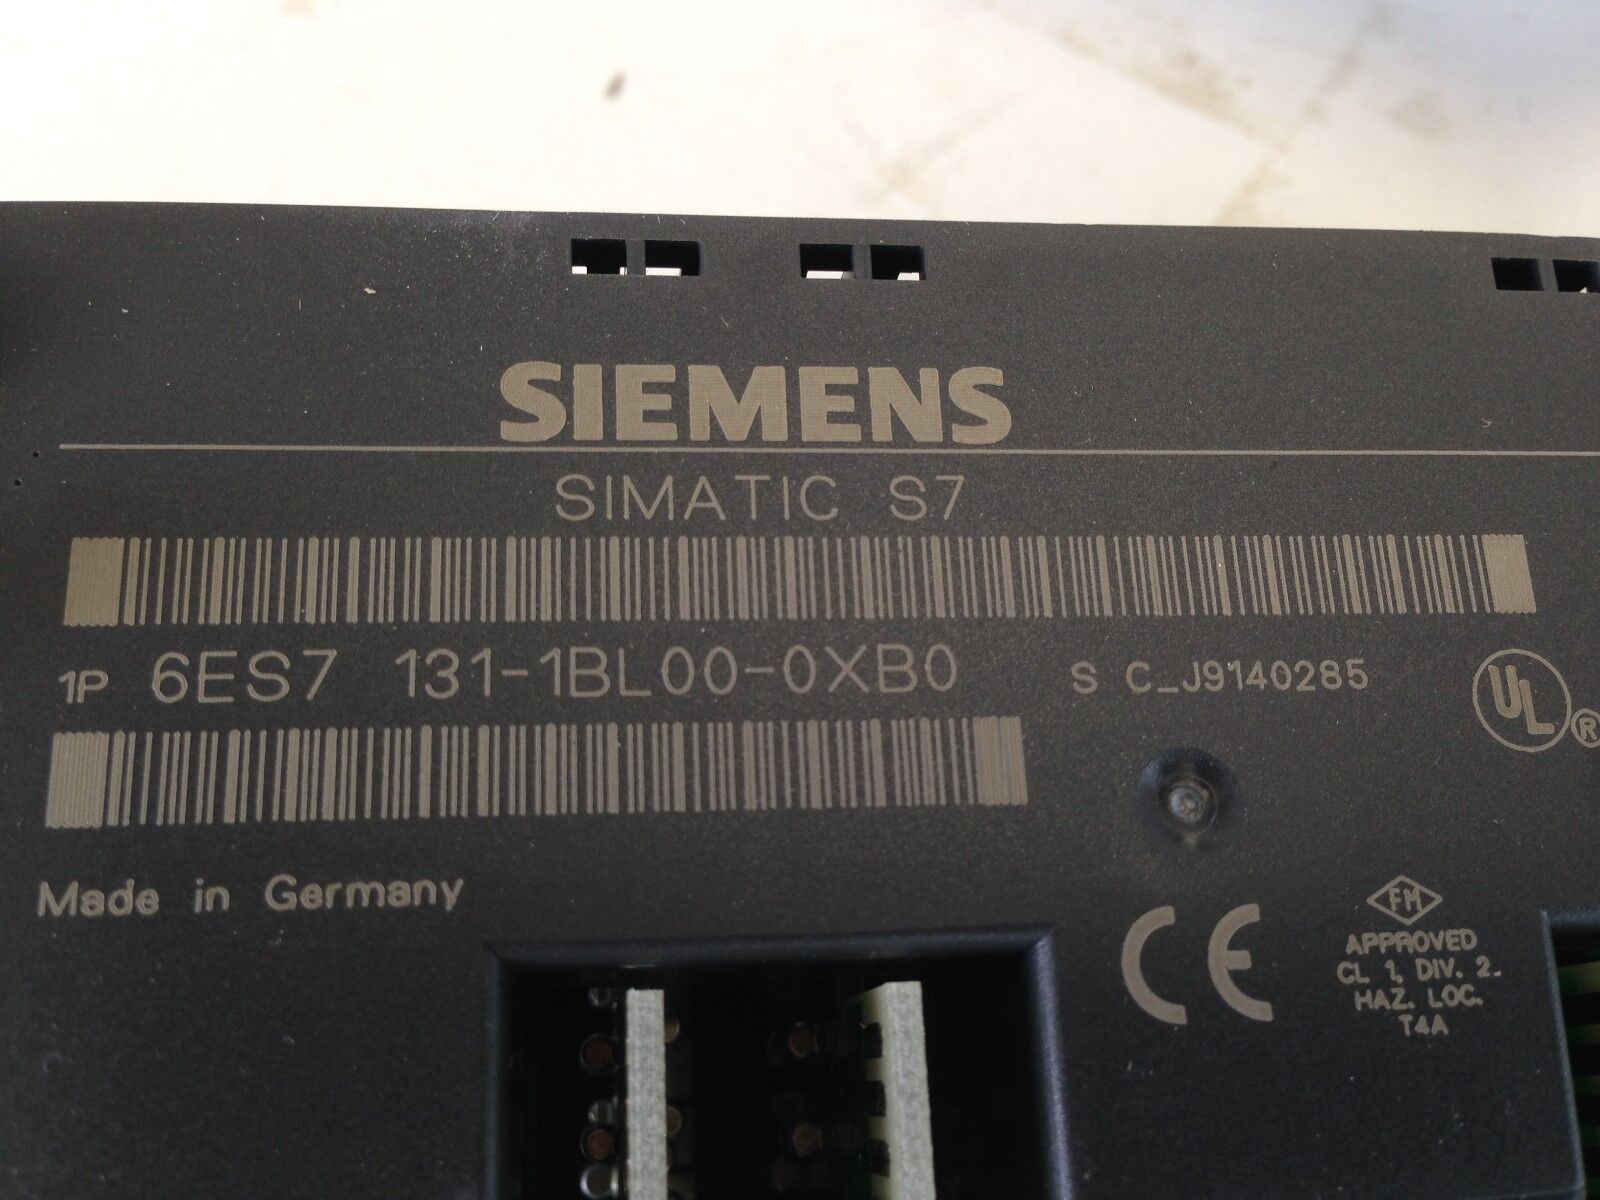 SIEMENS
SIMATIC S7
1P 6ES7 131-1BL00-0XB0 S C_J9140285
UL ®
Made in Germany
CE
FM
APPROVED
CL 1, DIV. 2.
HAZ. LOC.
T4A